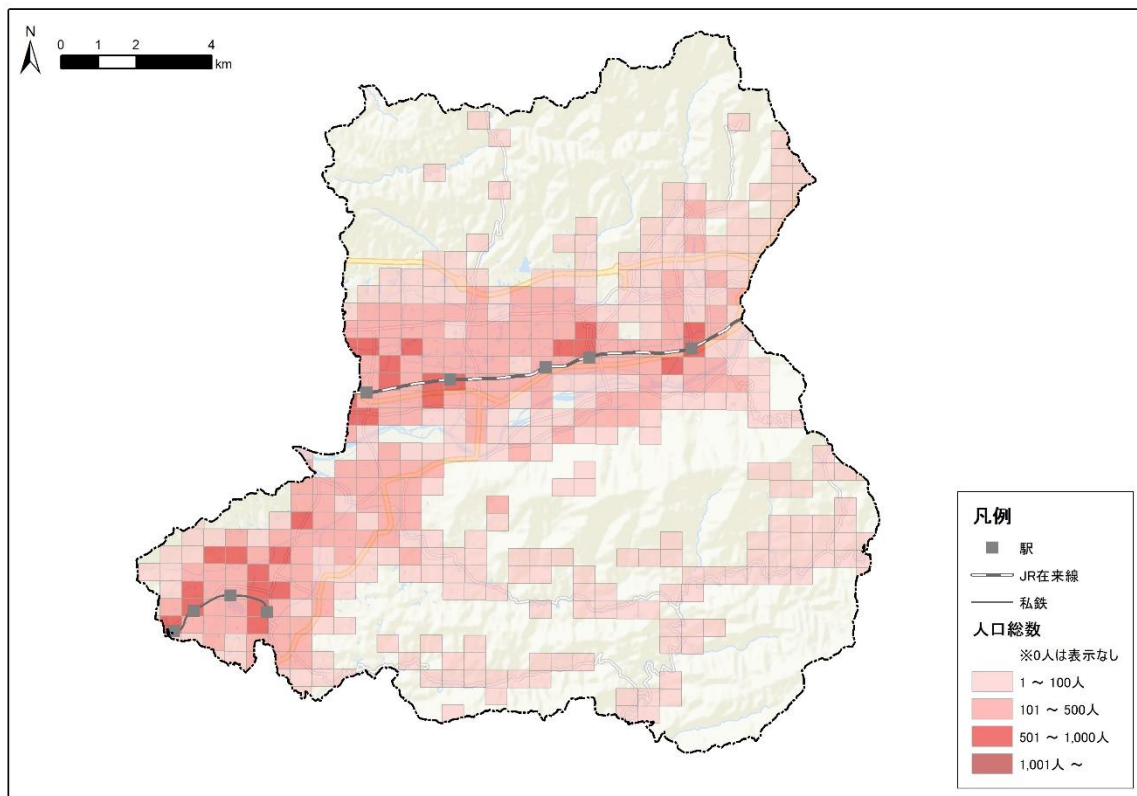 N
0 1 2 4
km
凡例
駅
JR在来線
私鉄
人口総数
※0人は表示なし
1 ~ 100人
101 ~ 500人
501 ~ 1,000人
1,001人 ~